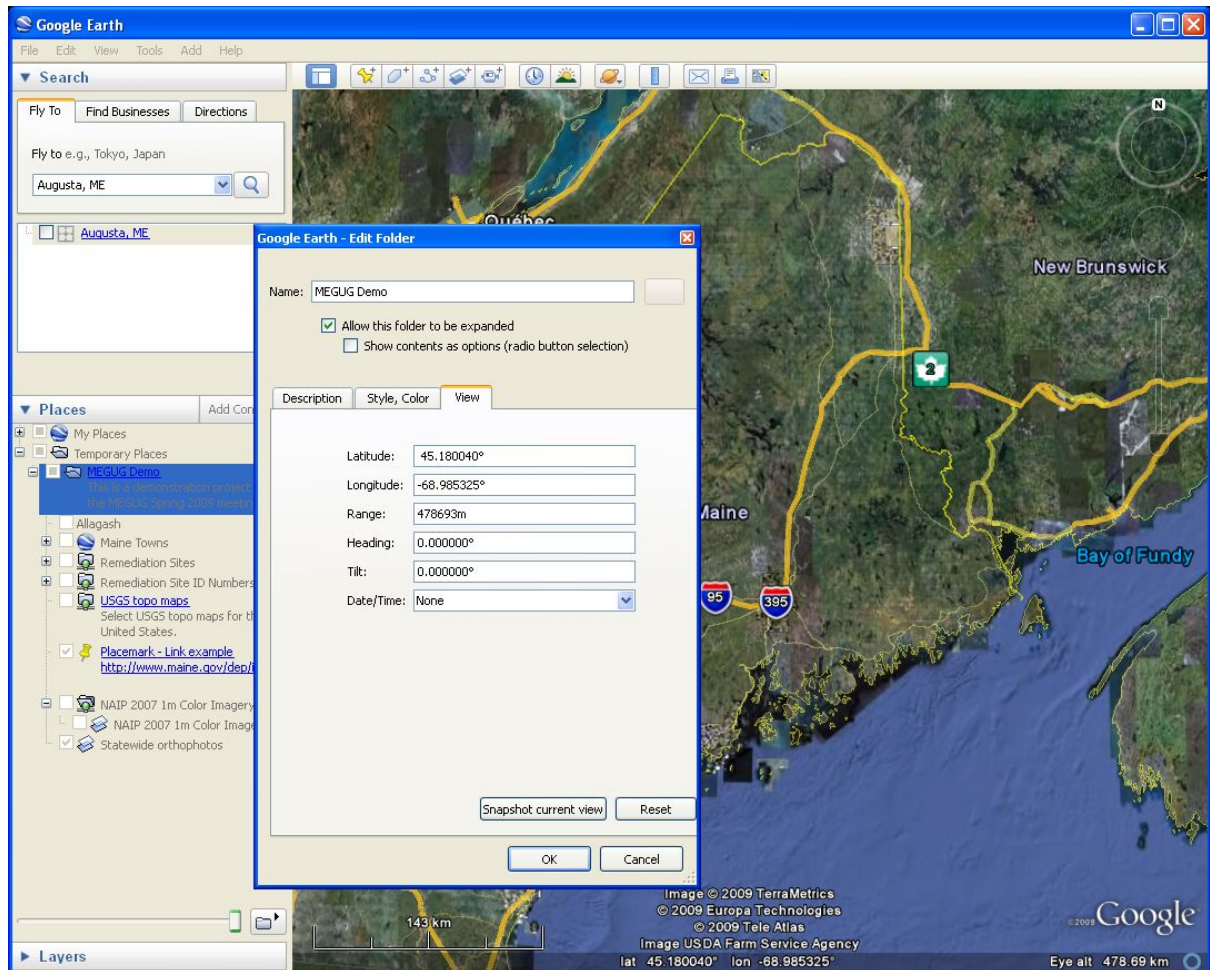 Google Earth
File Edit View Tools Add Help
Search
Fly To Find Businesses Directions
Fly to e.g., Tokyo, Japan
Augusta, ME
Augusta, ME
Places
Add Con
My Places
Temporary Places
MEGUG Demo
This is a demonstration project
the MEGUG Spring 2009 meetin
Allagash
Maine Towns
Remediation Sites
Remediation Site ID Numbers
USGS topo maps
Select USGS topo maps for th
United States.
Placemark - Link example
http://www.maine.gov/dep/i
NAIP 2007 1m Color Imagery
NAIP 2007 1m Color Image
Statewide orthophotos
Layers
Google Earth - Edit Folder
Name: MEGUG Demo
Allow this folder to be expanded
Show contents as options (radio button selection)
Description Style, Color View
Latitude: 45.180040°
Longitude: -68.985325°
Range: 478693m
Heading: 0.000000°
Tilt: 0.000000°
Date/Time: None
Snapshot current view Reset
OK Cancel
N
Québec
New Brunswick
2
Maine
Bay of Fundy
95
395
143 km
Image © 2009 TerraMetrics
© 2009 Europa Technologies
© 2009 Tele Atlas
Image USDA Farm Service Agency
©2009 Google
lat 45.180040° lon -68.985325°
Eye alt 478.69 km